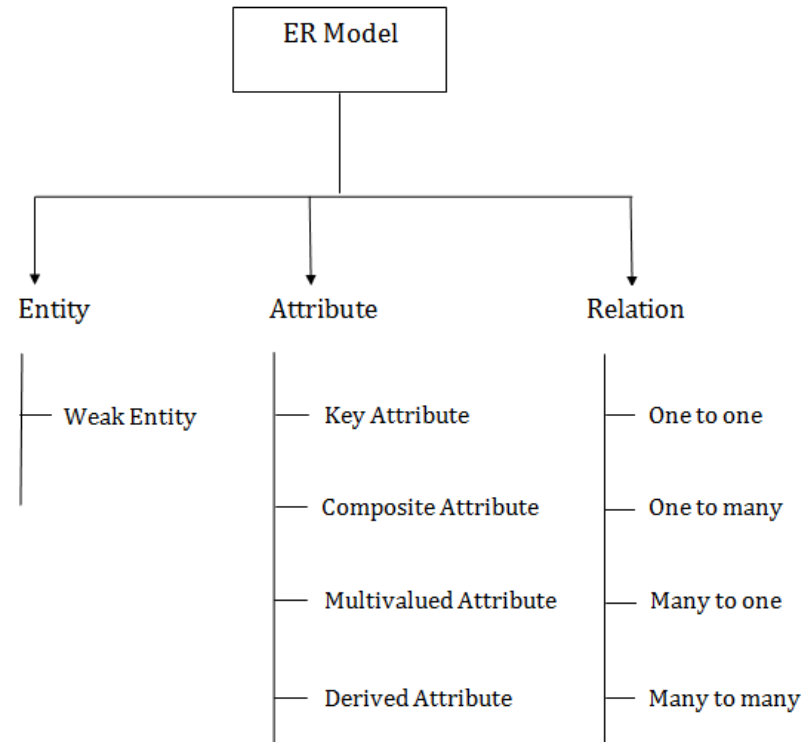 ER Model
Entity
Attribute
Relation
Weak Entity
Key Attribute
One to one
Composite Attribute
One to many
Multivalued Attribute
Many to one
Derived Attribute
Many to many